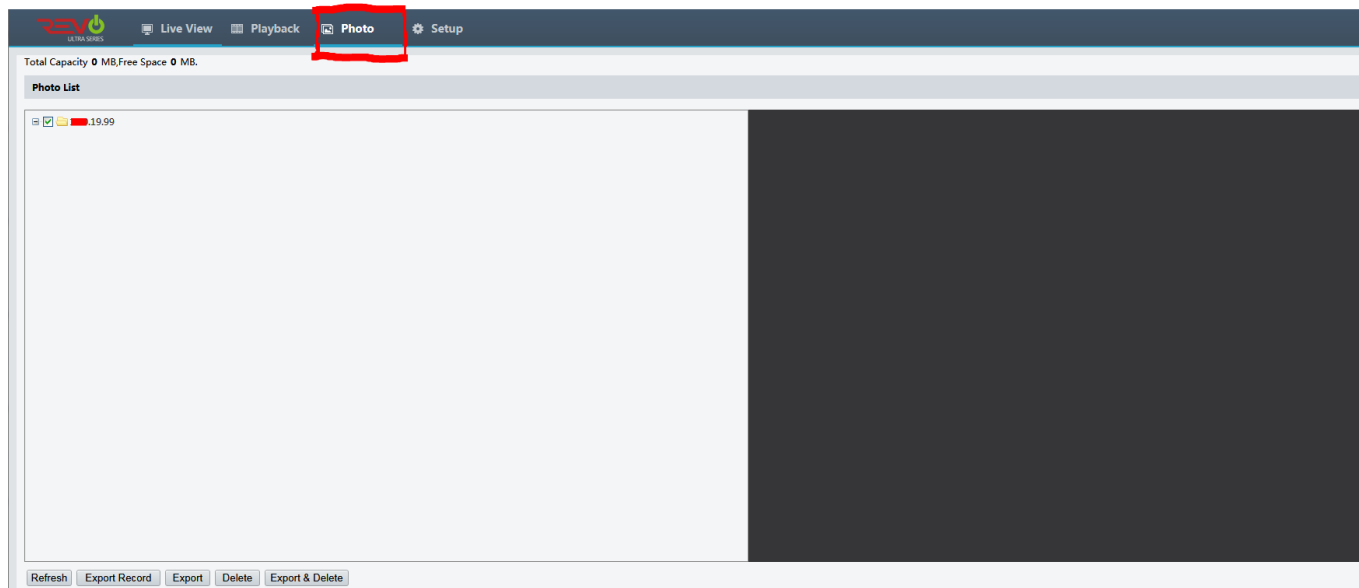 REVO
ULTRA SERIES
Live View Playback Photo Setup
Total Capacity 0 MB,Free Space 0 MB.
Photo List
.19.99
Refresh Export Record Export Delete Export & Delete